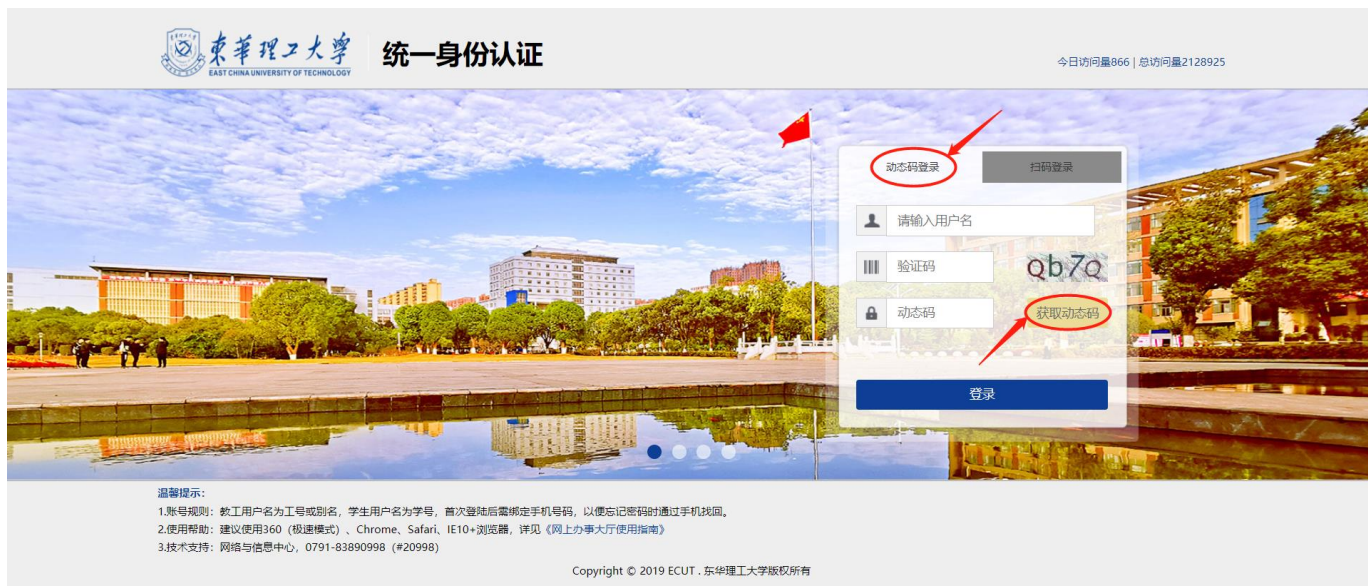 東華理工大学
EAST CHINA UNIVERSITY OF TECHNOLOGY
统一身份认证
今日访问量866 | 总访问量2128925
动态码登录
扫码登录
请输入用户名
验证码
Qb7Q
动态码
获取动态码
登录
温馨提示：
1.账号规则：教工用户名为工号或别名，学生用户名为学号，首次登陆后需绑定手机号码，以便忘记密码时通过手机找回。
2.使用帮助：建议使用360（极速模式）、Chrome、Safari、IE10+浏览器，详见《网上办事大厅使用指南》
3.技术支持：网络与信息中心，0791-83890998（#20998）
Copyright © 2019 ECUT . 东华理工大学版权所有